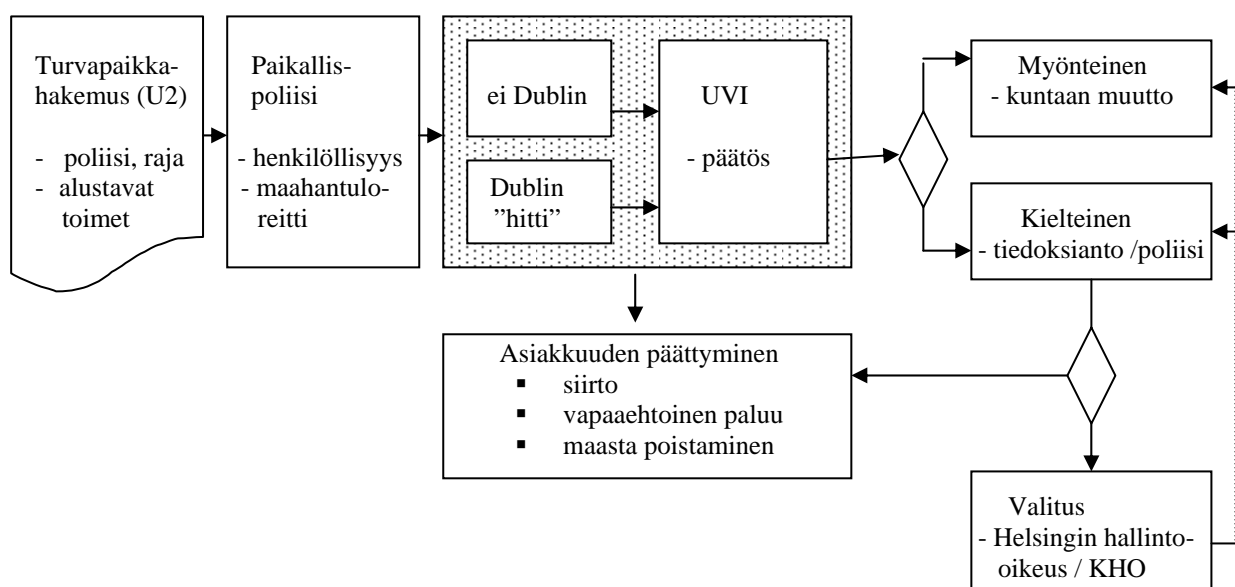 Turvapaikka-
hakemus (U2)
- poliisi, raja
- alustavat
toimet
Paikallis-
poliisi
- henkilöllisyys
- maahantulo-
reitti
ei Dublin
Dublin
”hitti”
UVI
- päätös
Myönteinen
- kuntaan muutto
Kielteinen
- tiedoksianto /poliisi
Asiakkuuden päättyminen
▪ siirto
▪ vapaaehtoinen paluu
▪ maasta poistaminen
Valitus
- Helsingin hallinto-
oikeus / KHO